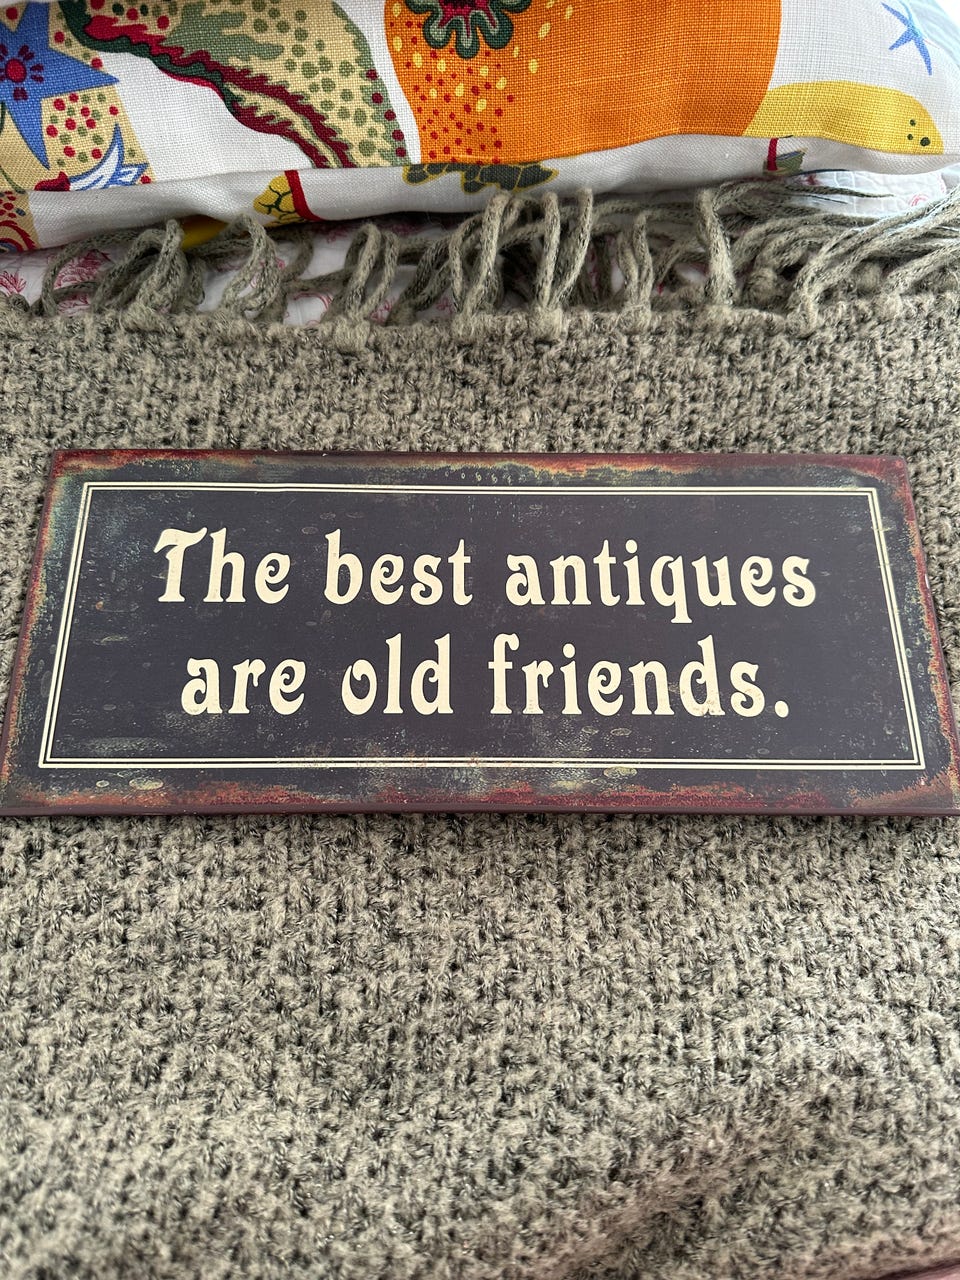 The best antiques
are old friends.